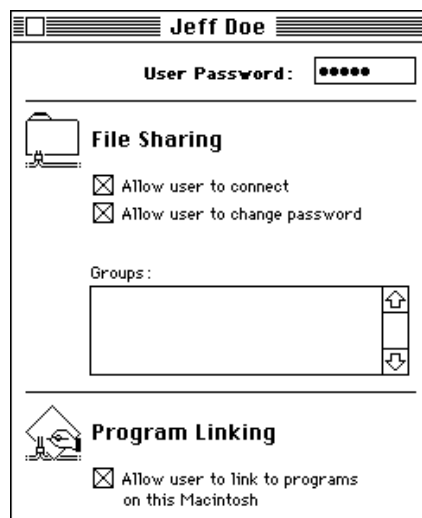 Jeff Doe
User Password: •••••
File Sharing
Allow user to connect
Allow user to change password
Groups:
Program Linking
Allow user to link to programs
on this Macintosh